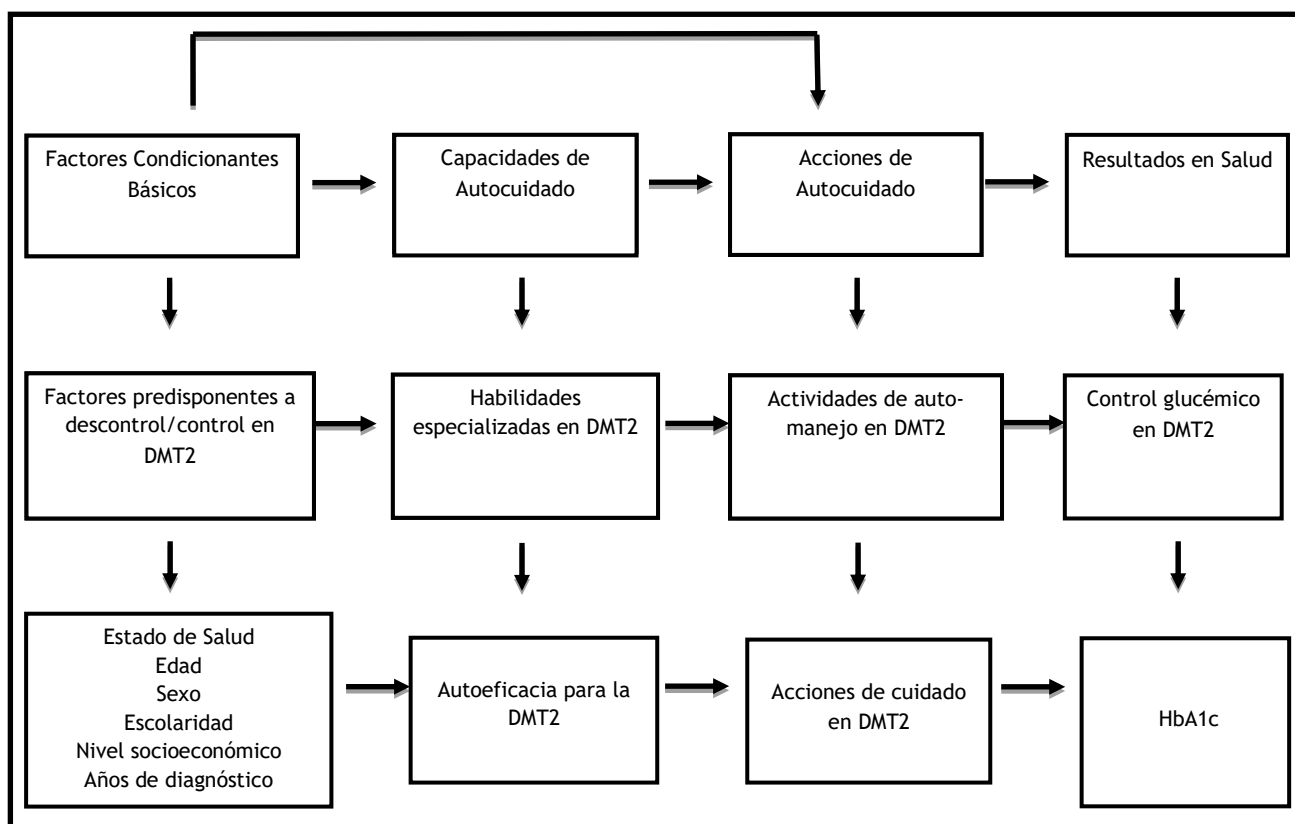 Factores Condicionantes
Básicos
Capacidades de
Autocuidado
Acciones de
Autocuidado
Resultados en Salud
Factores predisponentes a
descontrol/control en
DMT2
Habilidades
especializadas en DMT2
Actividades de auto-
manejo en DMT2
Control glucémico
en DMT2
Estado de Salud
Edad
Sexo
Escolaridad
Nivel socioeconómico
Años de diagnóstico
Autoeficacia para la
DMT2
Acciones de cuidado
en DMT2
HbA1c